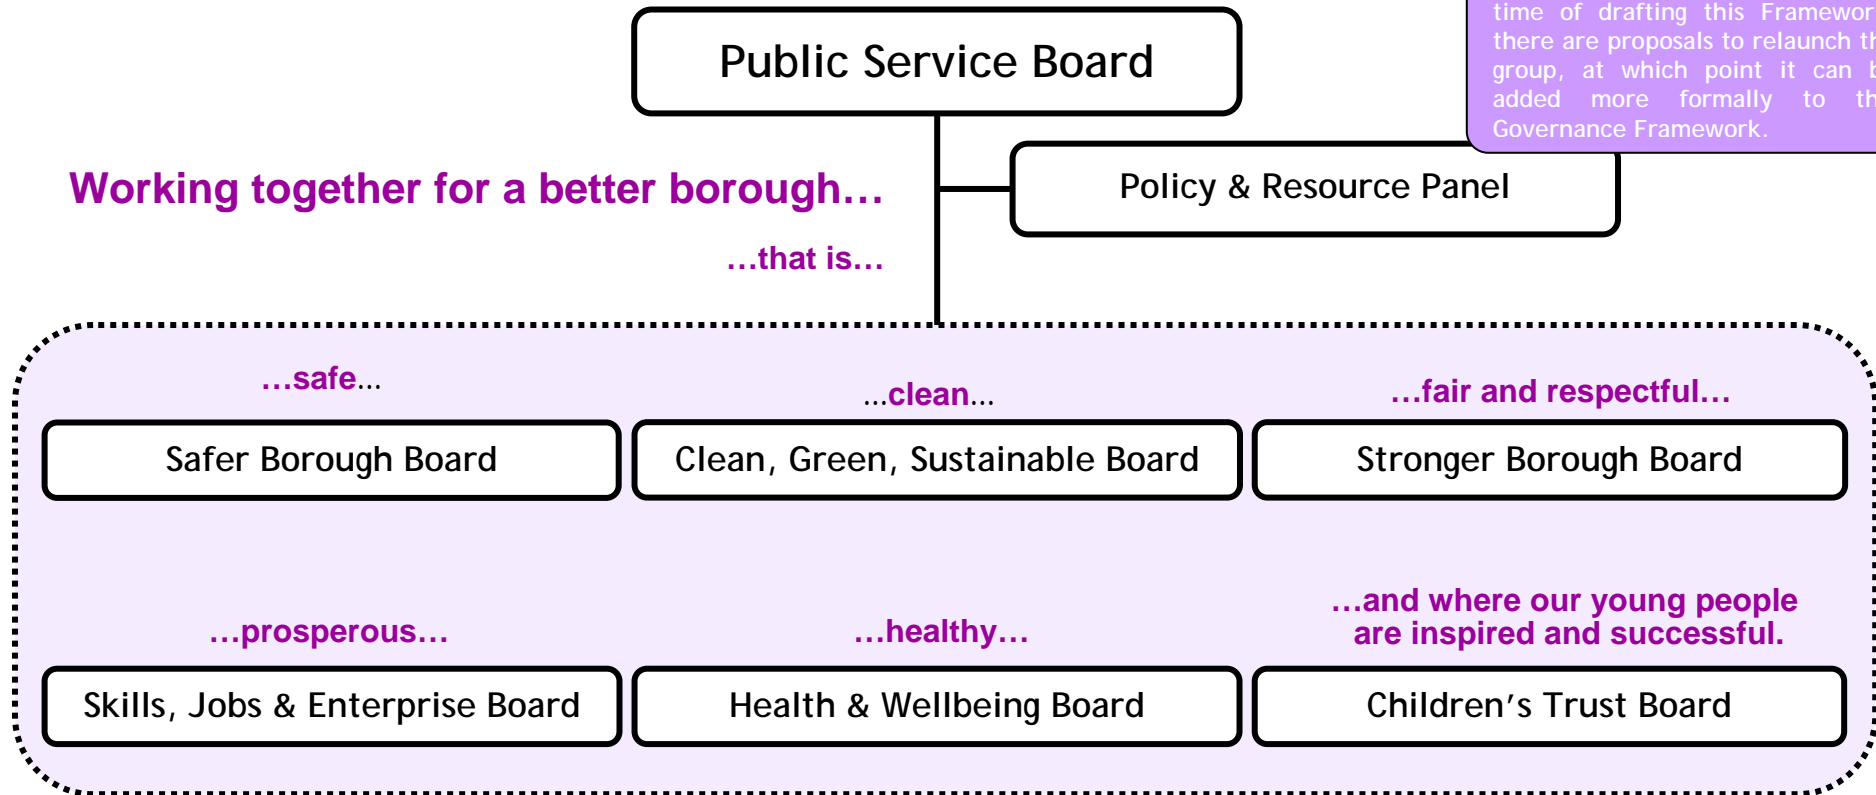 Public Service Board
time of drafting this
there are proposals to relaunch
group, at which point it can
added more formally to
Governance Framework.
Policy & Resource Panel
Working together for a better borough…
…that is…
…safe…
…clean…
…fair and respectful…
Safer Borough Board
Clean, Green, Sustainable Board
Stronger Borough Board
…prosperous…
…healthy…
…and where our young people
are inspired and successful.
Skills, Jobs & Enterprise Board
Health & Wellbeing Board
Children’s Trust Board